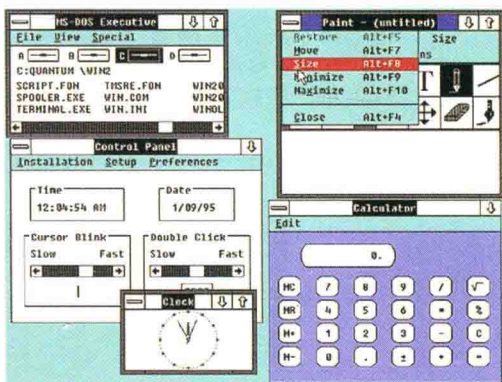 MS-DOS Executive
File View Special
A B C D
C:QUANTUM \WIN2
SCRIPT.FON TMSRE.FON WIN20
SPOOLER.EXE WIN.COM WIN20
TERMINAL.EXE WIN.INI WINOL
Paint - (untitled)
Restore Alt+F5
Move Alt+F7
Size Alt+F8
Minimize Alt+F9
Maximize Alt+F10
Close Alt+F4
Size
ns
T
Control Panel
Installation Setup Preferences
Time
12:04:54 AM
Date
1/09/95
Cursor Blink
Slow Fast
Double Click
Slow Fast
Clock
Calculator
Edit
0.
MC 7 8 9 / √
MR 4 5 6 * %
M+ 1 2 3 - C
M- 0 . ± + =